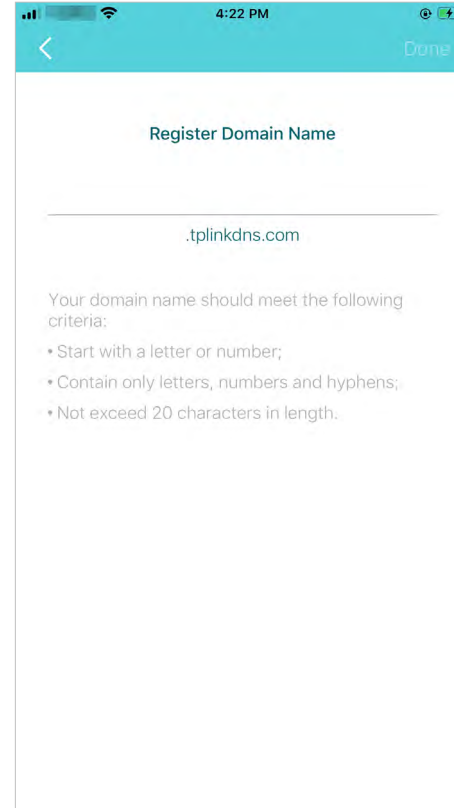 4:22 PM
Done
Register Domain Name
.tplinkdns.com
Your domain name should meet the following
criteria:
• Start with a letter or number;
• Contain only letters, numbers and hyphens;
• Not exceed 20 characters in length.